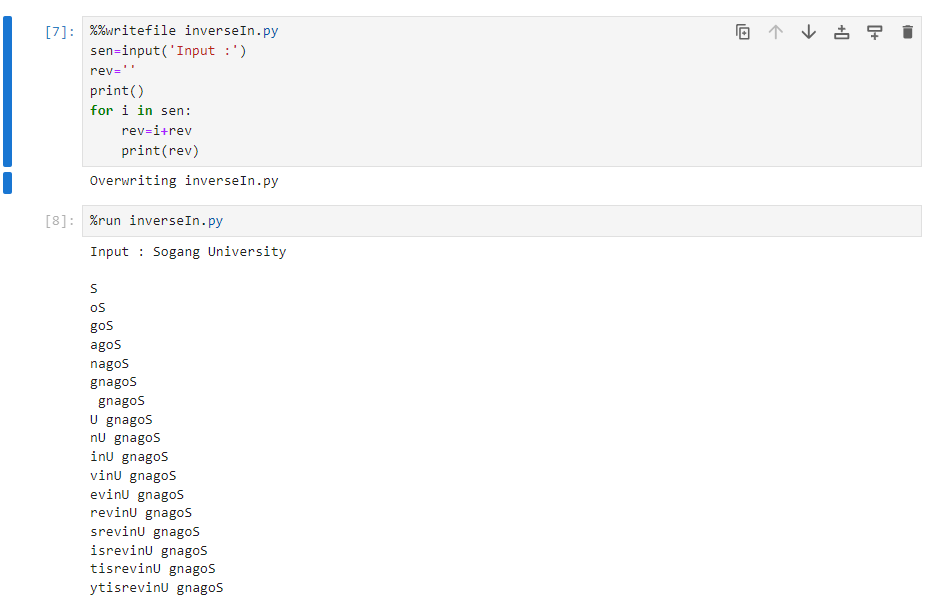 [7]: %%writefile inverseIn.py
sen=input('Input :')
rev=''
print()
for i in sen:
    rev=i+rev
    print(rev)
Overwriting inverseIn.py
[8]: %run inverseIn.py
Input : Sogang University

S
oS
goS
agoS
nagoS
gnagoS
 gnagoS
U gnagoS
nU gnagoS
inU gnagoS
vinU gnagoS
evinU gnagoS
revinU gnagoS
srevinU gnagoS
isrevinU gnagoS
tisrevinU gnagoS
ytisrevinU gnagoS